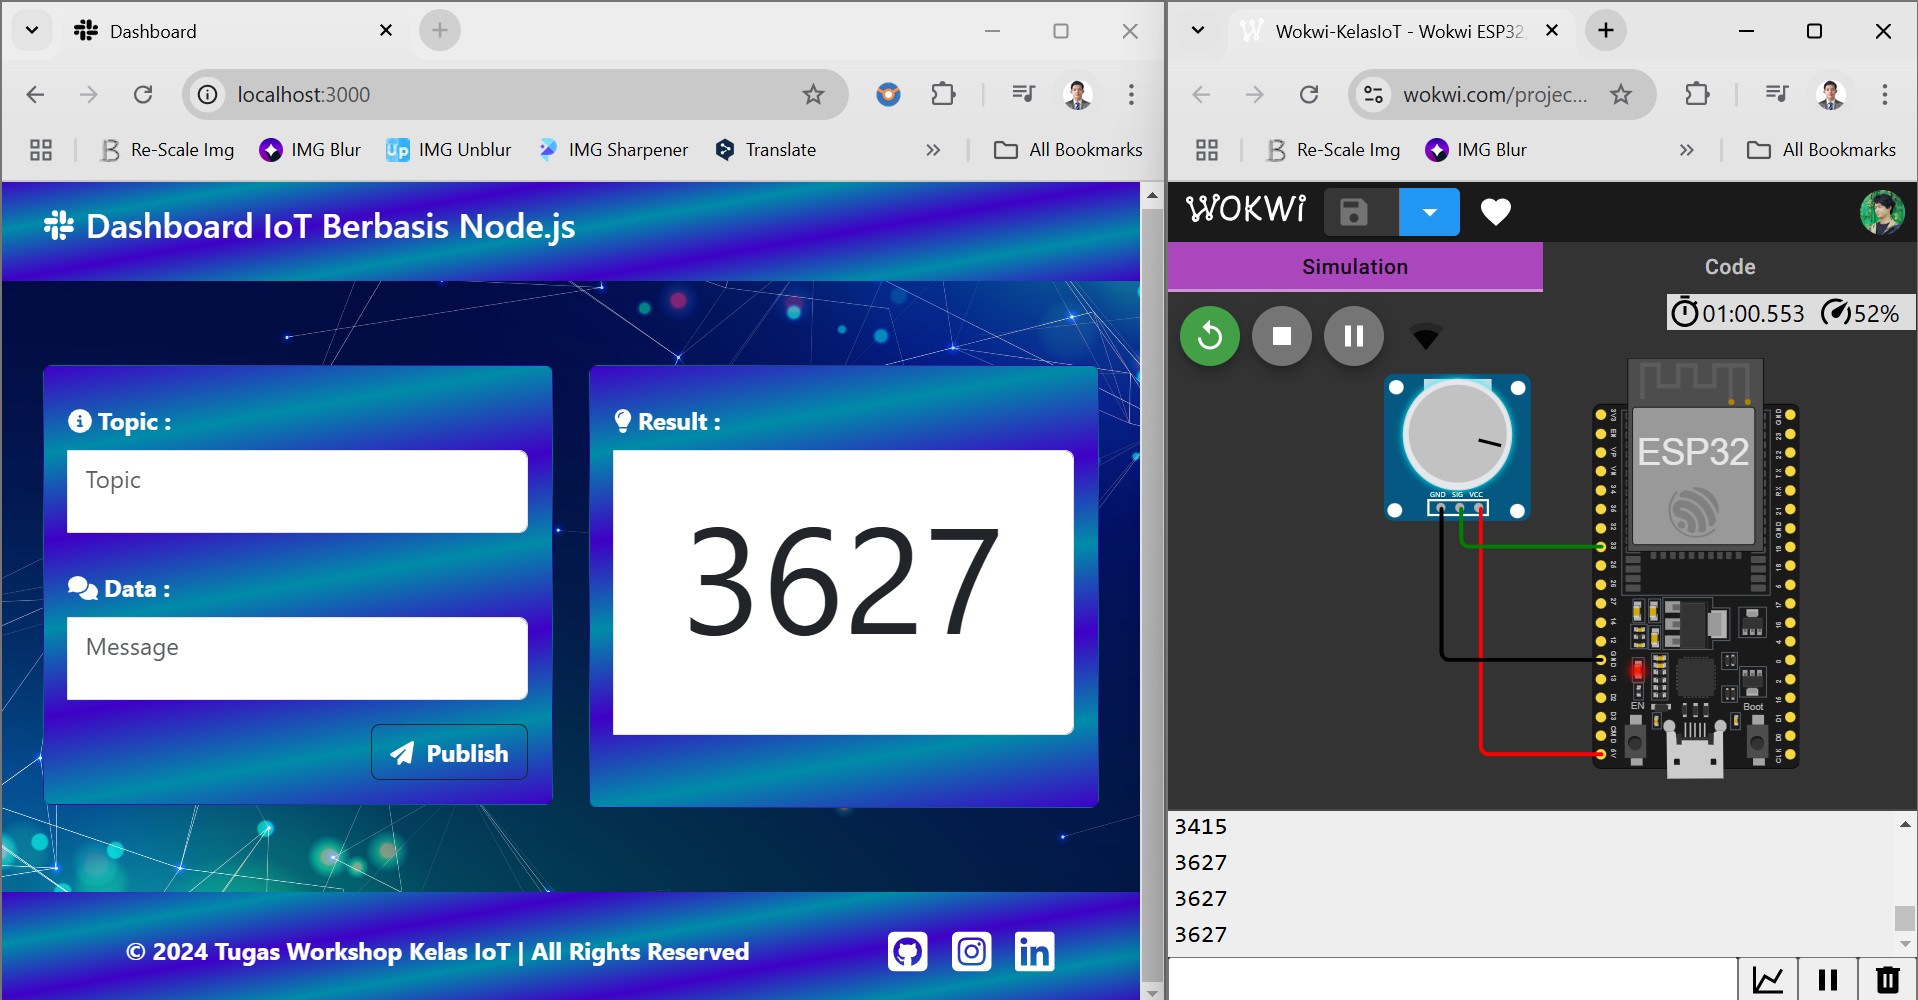 Dashboard
localhost:3000
Re-Scale Img
IMG Blur
Up
IMG Unblur
IMG Sharpener
Translate
All Bookmarks
Dashboard IoT Berbasis Node.js
Topic :
Topic
Data :
Message
Publish
Result :
3627
© 2024 Tugas Workshop Kelas IoT | All Rights Reserved
in
Wokwi-KelasIoT - Wokwi ESP32
wokwi.com/projec...
Re-Scale Img
IMG Blur
All Bookmarks
WOKWi
Simulation
Code
01:00.553
52%
GND SIG VCC
ESP32
EN
Boot
3415
3627
3627
3627